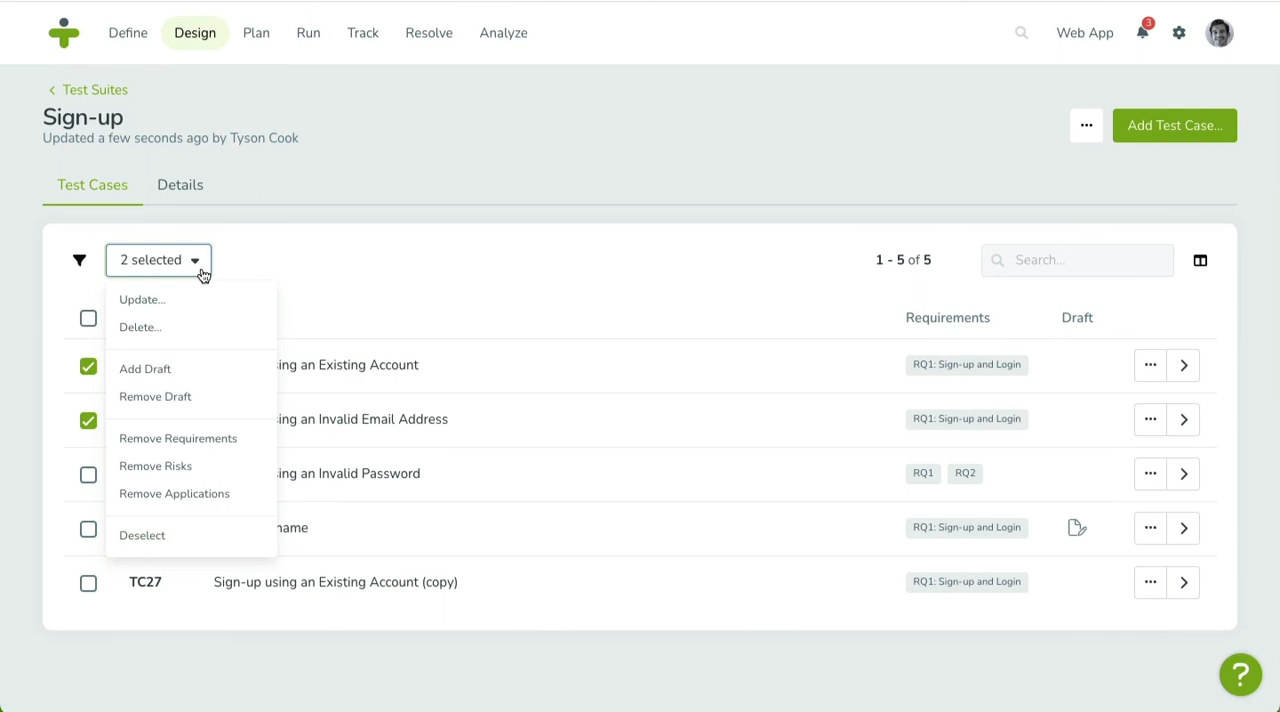 Define Design Plan Run Track Resolve Analyze Web App 3
Test Suites
Sign-up
Updated a few seconds ago by Tyson Cook
... Add Test Case...
Test Cases Details
2 selected 1 - 5 of 5 Search...
Update...
Delete...
Requirements Draft
Add Draft
Remove Draft
Remove Requirements
Remove Risks
Remove Applications
Deselect
ing an Existing Account RQ1: Sign-up and Login ...
ing an Invalid Email Address RQ1: Sign-up and Login ...
ing an Invalid Password RQ1 RQ2 ...
name RQ1: Sign-up and Login ...
TC27 Sign-up using an Existing Account (copy) RQ1: Sign-up and Login ...
?